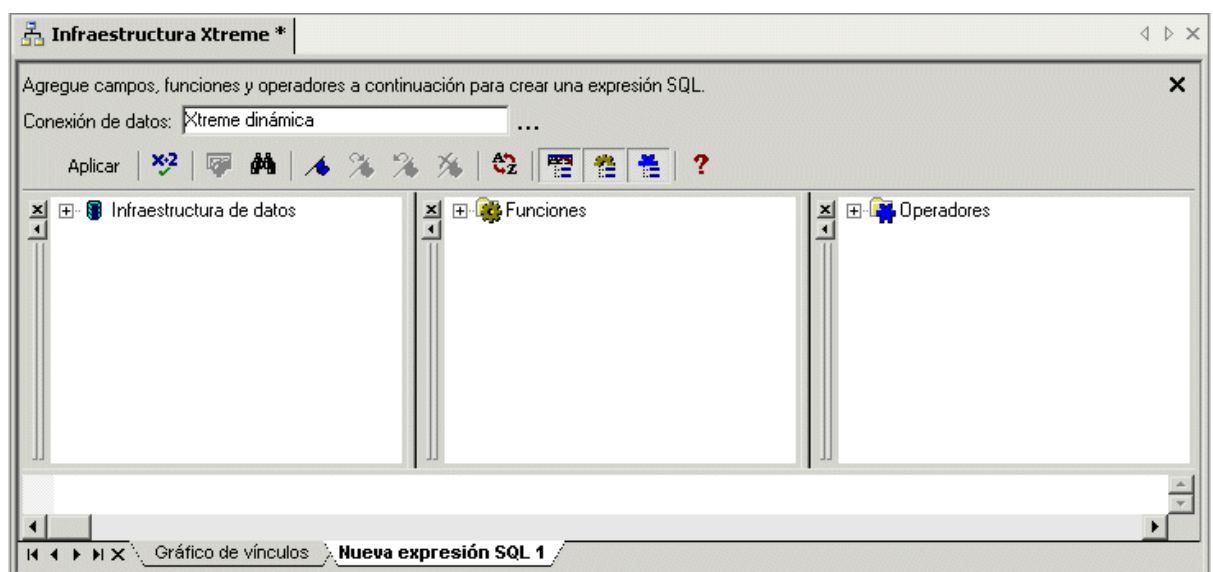 Infraestructura Xtreme *
Agregue campos, funciones y operadores a continuación para crear una expresión SQL.
Conexión de datos: Xtreme dinámica ...
Aplicar
Infraestructura de datos
Funciones
Operadores
Gráfico de vínculos
Nueva expresión SQL 1